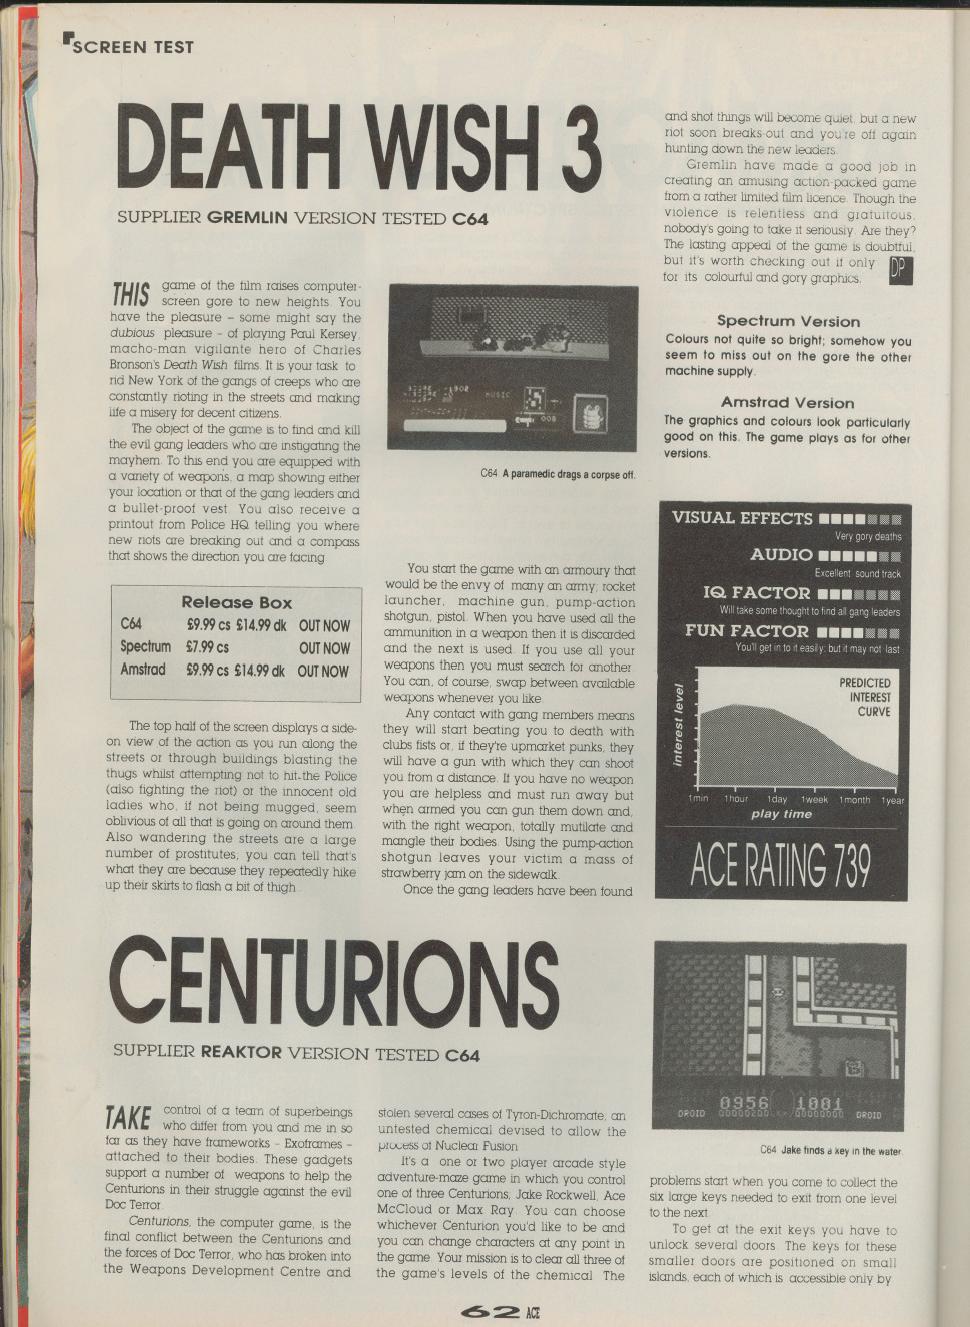 SCREEN TEST
DEATH WISH 3
SUPPLIER GREMLIN VERSION TESTED C64
THIS game of the film raises computer-
screen gore to new heights. You
have the pleasure – some might say the
dubious pleasure – of playing Paul Kersey,
macho-man vigilante hero of Charles
Bronson's Death Wish films. It is your task to
rid New York of the gangs of creeps who are
constantly rioting in the streets and making
life a misery for decent citizens.
The object of the game is to find and kill
the evil gang leaders who are instigating the
mayhem. To this end you are equipped with
a variety of weapons, a map showing either
your location or that of the gang leaders and
a bullet-proof vest. You also receive a
printout from Police HQ telling you where
new riots are breaking out and a compass
that shows the direction you are facing.
Release Box
C64 £9.99 cs £14.99 dk OUT NOW
Spectrum £7.99 cs OUT NOW
Amstrad £9.99 cs £14.99 dk OUT NOW
The top half of the screen displays a side-
on view of the action as you run along the
streets or through buildings blasting the
thugs whilst attempting not to hit the Police
(also fighting the riot) or the innocent old
ladies who, if not being mugged, seem
oblivious of all that is going on around them.
Also wandering the streets are a large
number of prostitutes; you can tell that's
what they are because they repeatedly hike
up their skirts to flash a bit of thigh.
MUSIC
008
C64 A paramedic drags a corpse off.
You start the game with an armoury that
would be the envy of many an army; rocket
launcher, machine gun, pump-action
shotgun, pistol. When you have used all the
ammunition in a weapon then it is discarded
and the next is used. If you use all your
weapons then you must search for another.
You can, of course, swap between available
weapons whenever you like.
Any contact with gang members means
they will start beating you to death with
clubs fists or, if they're upmarket punks, they
will have a gun with which they can shoot
you from a distance. If you have no weapon
you are helpless and must run away but
when armed you can gun them down and,
with the right weapon, totally mutilate and
mangle their bodies. Using the pump-action
shotgun leaves your victim a mass of
strawberry jam on the sidewalk.
Once the gang leaders have been found
and shot things will become quiet, but a new
riot soon breaks-out and you're off again
hunting down the new leaders.
Gremlin have made a good job in
creating an amusing action-packed game
from a rather limited film licence. Though the
violence is relentless and gratuitous,
nobody's going to take it seriously. Are they?
The lasting appeal of the game is doubtful,
but it's worth checking out if only
for its colourful and gory graphics.
DP
Spectrum Version
Colours not quite so bright; somehow you
seem to miss out on the gore the other
machine supply.
Amstrad Version
The graphics and colours look particularly
good on this. The game plays as for other
versions.
VISUAL EFFECTS
Very gory deaths
AUDIO
Excellent sound track
IQ FACTOR
Will take some thought to find all gang leaders
FUN FACTOR
You'll get in to it easily; but it may not last
PREDICTED
INTEREST
CURVE
interest level
1min 1hour 1day 1week 1month 1year
play time
ACE RATING 739
CENTURIONS
SUPPLIER REAKTOR VERSION TESTED C64
TAKE control of a team of superbeings
who differ from you and me in so
far as they have frameworks – Exoframes –
attached to their bodies. These gadgets
support a number of weapons to help the
Centurions in their struggle against the evil
Doc Terror.
Centurions, the computer game, is the
final conflict between the Centurions and
the forces of Doc Terror, who has broken into
the Weapons Development Centre and
stolen several cases of Tyron-Dichromate, an
untested chemical devised to allow the
process of Nuclear Fusion.
It's a one or two player arcade style
adventure-maze game in which you control
one of three Centurions, Jake Rockwell, Ace
McCloud or Max Ray. You can choose
whichever Centurion you'd like to be and
you can change characters at any point in
the game. Your mission is to clear all three of
the game's levels of the chemical. The
0956 1001
DROID 00000200 00000000 DROID
C64 Jake finds a key in the water.
problems start when you come to collect the
six large keys needed to exit from one level
to the next.
To get at the exit keys you have to
unlock several doors. The keys for these
smaller doors are positioned on small
islands, each of which is accessible only by
62 ACE